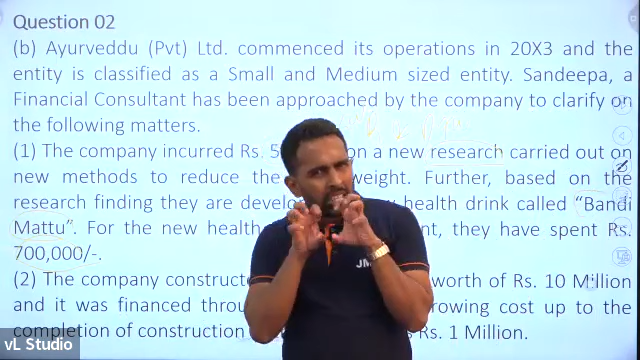 Question 02
(b) Ayurveddu (Pvt) Ltd. commenced its operations in 20X3 and the
entity is classified as a Small and Medium sized entity. Sandeepa, a
Financial Consultant has been approached by the company to clarify on
the following matters.
(1) The company incurred Rs. 5 on a new research carried out on
new methods to reduce the weight. Further, based on the
research finding they are health drink called "Bandi
Mattu". For the new they have spent Rs.
700,000/-.
(2) The company worth of Rs. 10 Million
and it was financed cost up to the
completion of construction Rs. 1 Million.
JM
vL Studio